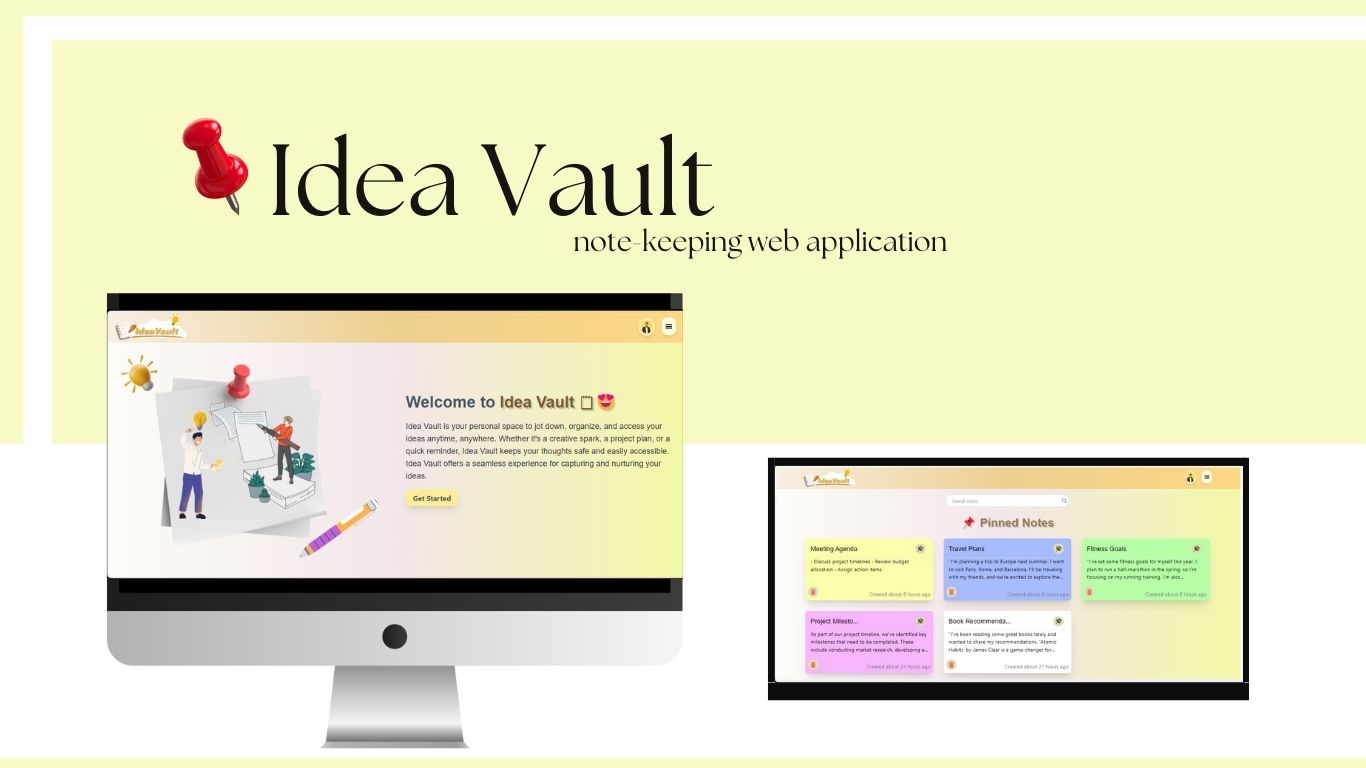 Idea Vault
note-keeping web application
IdeaVault
Welcome to Idea Vault
Idea Vault is your personal space to jot down, organize, and access your
ideas anytime, anywhere. Whether it's a creative spark, a project plan, or a
quick reminder, Idea Vault keeps your thoughts safe and easily accessible.
Idea Vault offers a seamless experience for capturing and nurturing your
ideas.
Get Started
IdeaVault
Search notes
Pinned Notes
Meeting Agenda
- Discuss project timelines - Review budget
allocation - Assign action items
Created about 8 hours ago
Travel Plans
"I'm planning a trip to Europe next summer. I want
to visit Paris, Rome, and Barcelona. I'll be traveling
with my friends, and we're excited to explore the...
Created about 8 hours ago
Fitness Goals
"I've set some fitness goals for myself this year. I
plan to run a half-marathon in the spring, so I'm
focusing on my running training. I'm also...
Created about 8 hours ago
Project Milesto...
As part of our project timeline, we've identified key
milestones that need to be completed. These
include conducting market research, developing a...
Created about 21 hours ago
Book Recommenda...
"I've been reading some great books lately and
wanted to share my recommendations. 'Atomic
Habits' by James Clear is a game-changer for...
Created about 21 hours ago